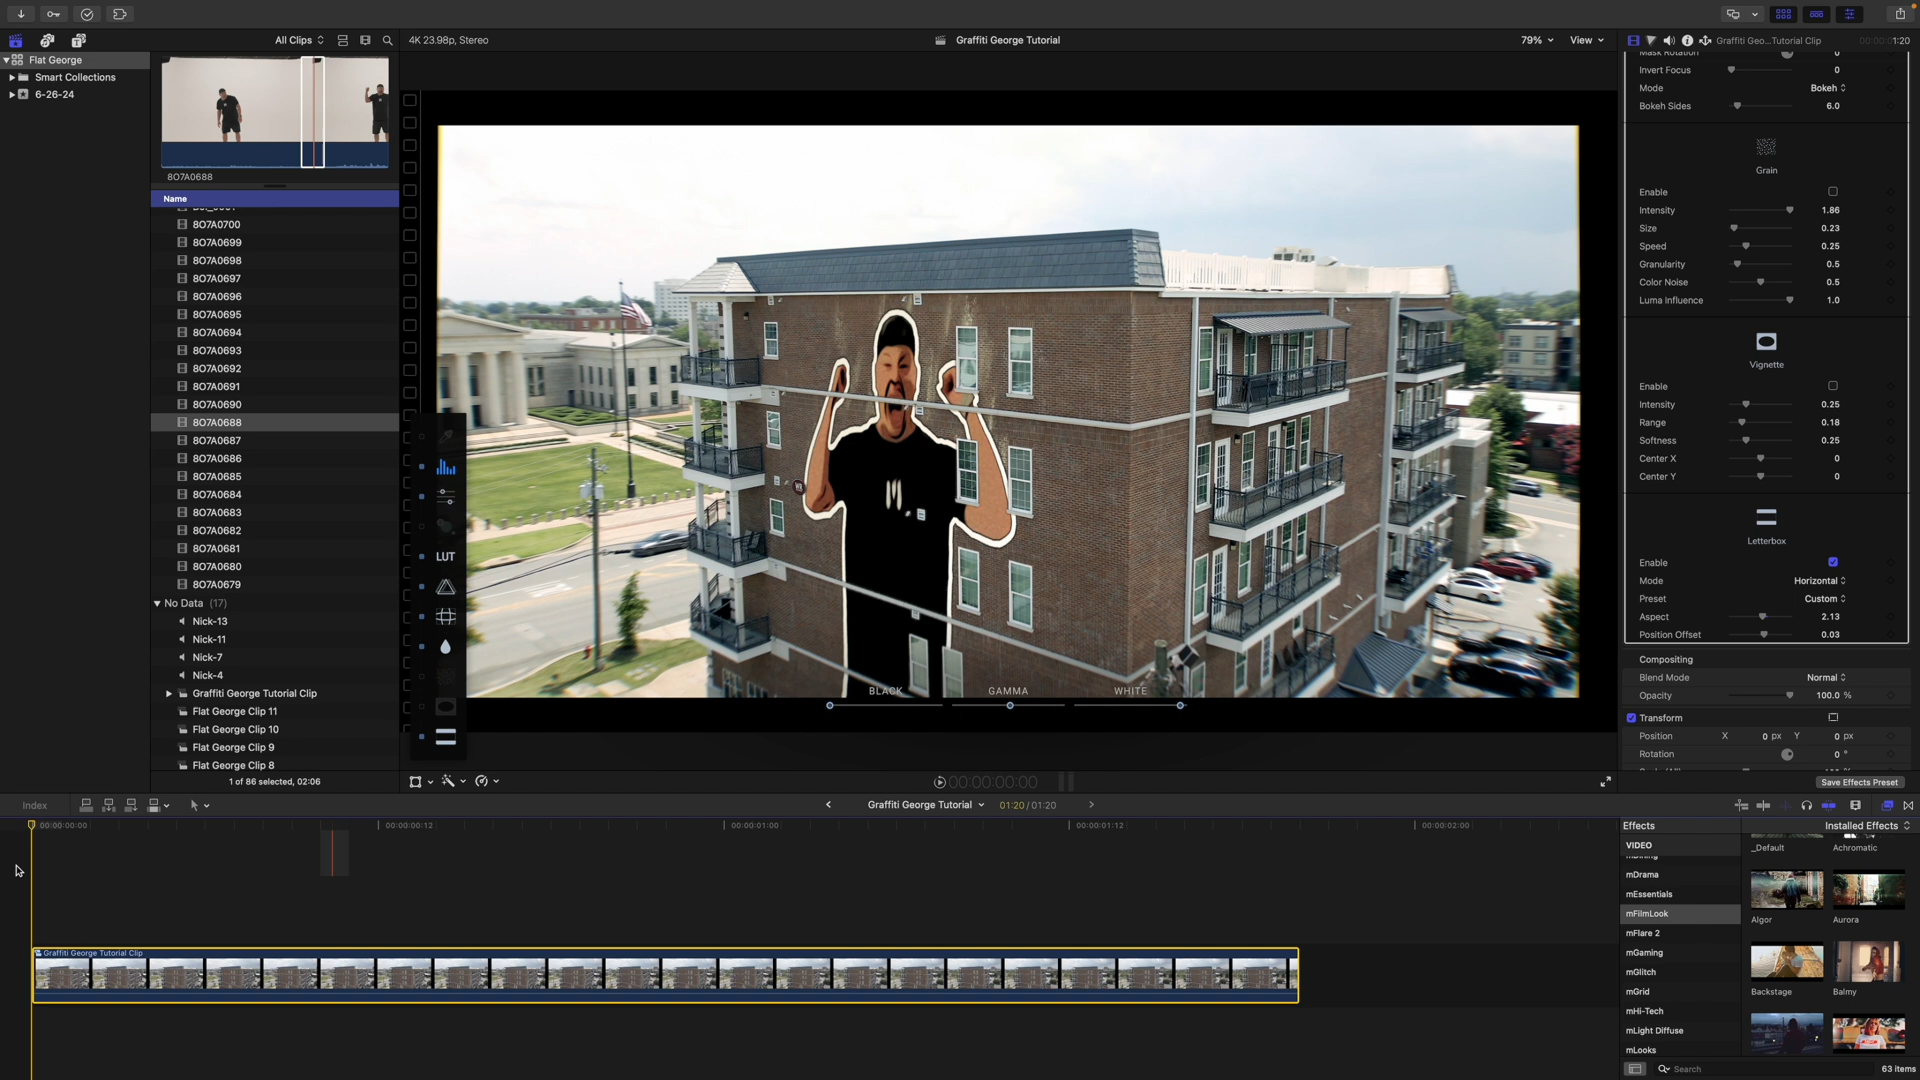 All Clips
4K 23.98p, Stereo
Graffiti George Tutorial
79%
View
Graffiti Geo...Tutorial Clip
00:00:01:20
Flat George
Smart Collections
6-26-24
8O7A0688
Name
8O7A0700
8O7A0699
8O7A0698
8O7A0697
8O7A0696
8O7A0695
8O7A0694
8O7A0693
8O7A0692
8O7A0691
8O7A0690
8O7A0688
8O7A0687
8O7A0686
8O7A0685
8O7A0684
8O7A0683
8O7A0682
8O7A0681
8O7A0680
8O7A0679
No Data (17)
Nick-13
Nick-11
Nick-7
Nick-4
Graffiti George Tutorial Clip
Flat George Clip 11
Flat George Clip 10
Flat George Clip 9
Flat George Clip 8
1 of 86 selected, 02:06
LUT
BLACK
GAMMA
WHITE
00:00:00:00
Mask Rotation 0
Invert Focus 0
Mode Bokeh
Bokeh Sides 6.0
Grain
Enable
Intensity 1.86
Size 0.23
Speed 0.25
Granularity 0.5
Color Noise 0.5
Luma Influence 1.0
Vignette
Enable
Intensity 0.25
Range 0.18
Softness 0.25
Center X 0
Center Y 0
Letterbox
Enable
Mode Horizontal
Preset Custom
Aspect 2.13
Position Offset 0.03
Compositing
Blend Mode Normal
Opacity 100.0 %
Transform
Position X 0 px Y 0 px
Rotation 0 °
Save Effects Preset
Index
Graffiti George Tutorial
01:20 / 01:20
00:00:00:00
00:00:00:12
00:00:01:00
00:00:01:12
00:00:02:00
Graffiti George Tutorial Clip
Effects
Installed Effects
VIDEO
mDining
mDrama
mEssentials
mFilmLook
mFlare 2
mGaming
mGlitch
mGrid
mHi-Tech
mLight Diffuse
mLooks
_Default
Achromatic
Algor
Aurora
Backstage
Balmy
Search
63 items